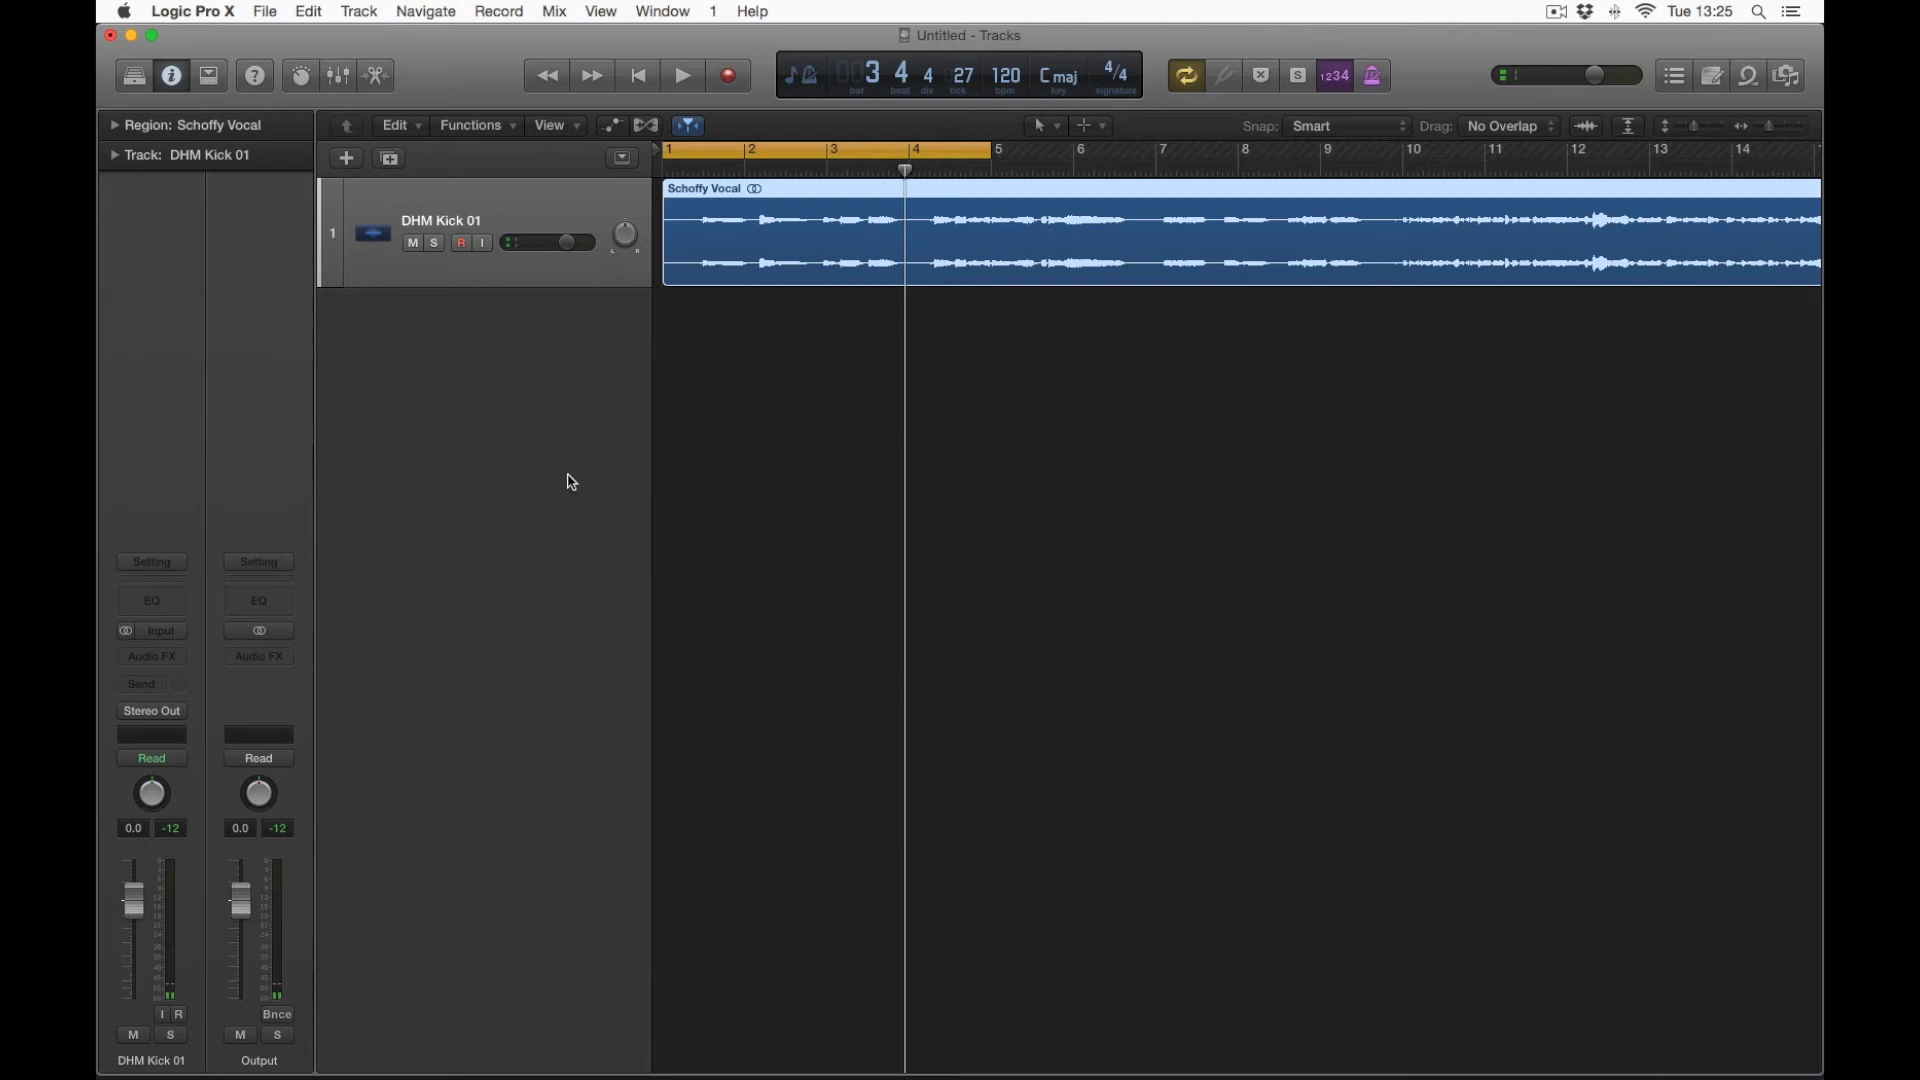 Logic Pro X File Edit Track Navigate Record Mix View Window 1 Help Tue 13:25
Untitled - Tracks
3 4 4 27 120 C maj 4/4
bar beat div tick bpm key signature
S 1234
Region: Schoffy Vocal Edit Functions View Snap: Smart Drag: No Overlap
Track: DHM Kick 01
1 2 3 4 5 6 7 8 9 10 11 12 13 14
Schoffy Vocal
1 DHM Kick 01
M S R I
L R
Setting Setting
EQ EQ
Input
Audio FX Audio FX
Send
Stereo Out
Read Read
0.0 -12 0.0 -12
I R Bnce
M S M S
DHM Kick 01 Output